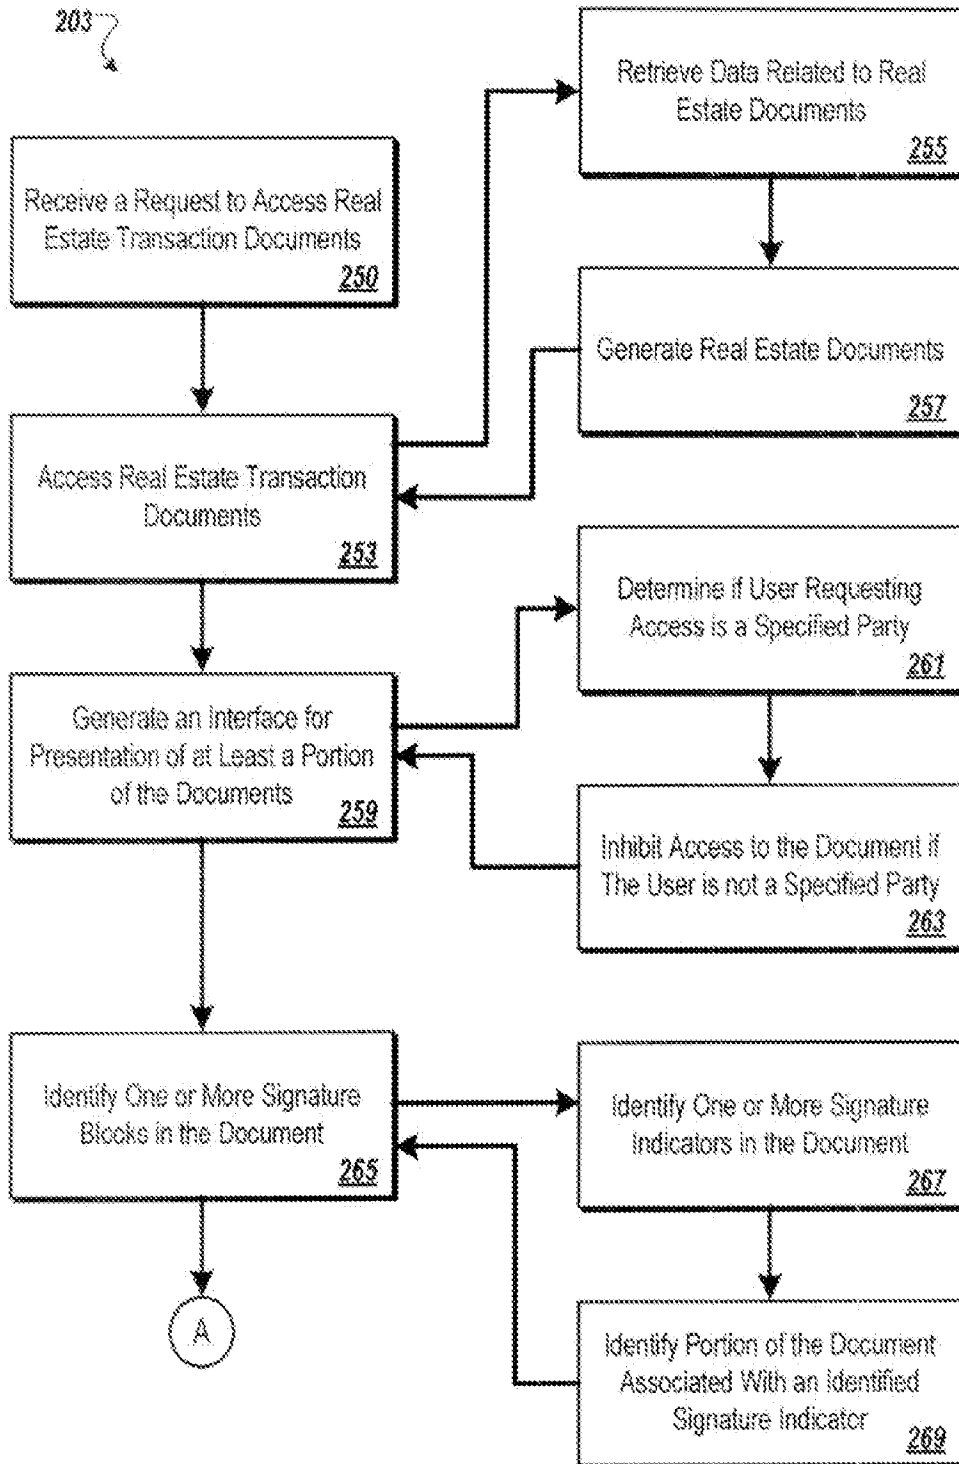 203
Retrieve Data Related to Real
Estate Documents
255
Receive a Request to Access Real
Estate Transaction Documents
250
Generate Real Estate Documents
257
Access Real Estate Transaction
Documents
253
Determine if User Requesting
Access is a Specified Party
261
Generate an Interface for
Presentation of at Least a Portion
of the Documents
259
Inhibit Access to the Document if
The User is not a Specified Party
263
Identify One or More Signature
Blocks in the Document
265
Identify One or More Signature
Indicators in the Document
267
A
Identify Portion of the Document
Associated With an Identified
Signature Indicator
269